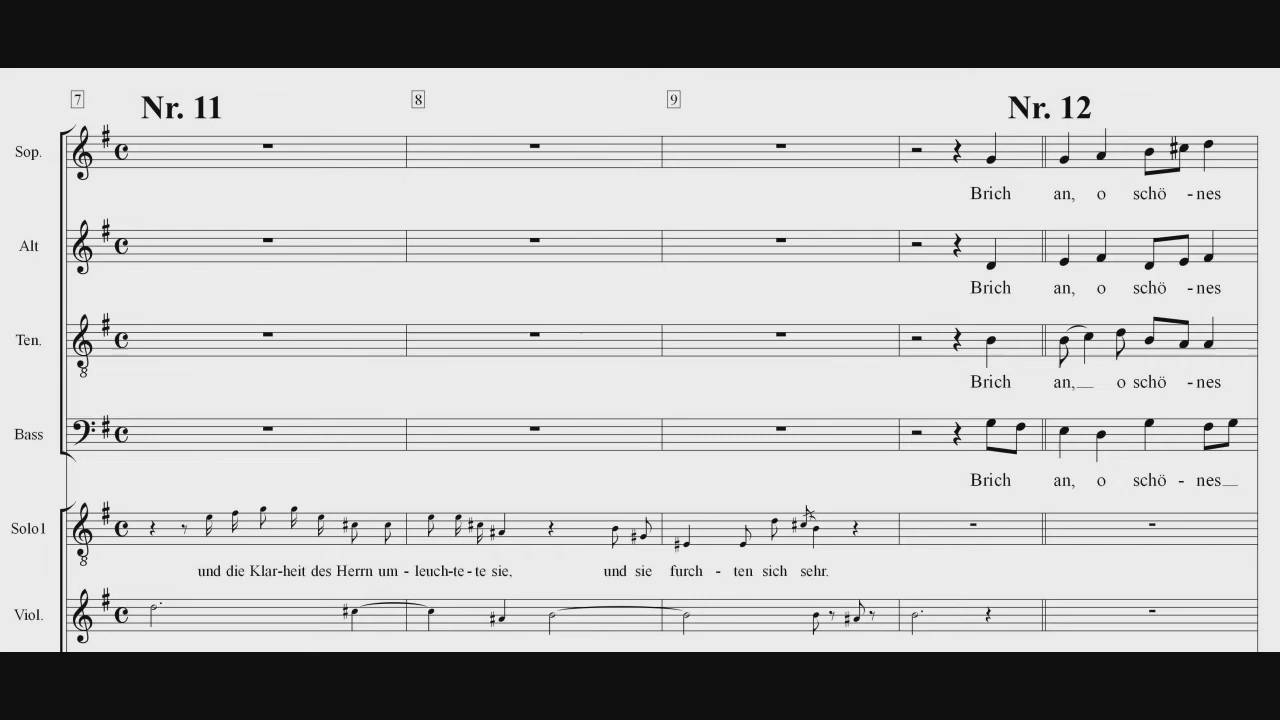 7 Nr. 11 8 9 Nr. 12
Sop.
Brich an, o schö - nes
Alt
Brich an, o schö - nes
Ten.
Brich an, o schö - nes
Bass
Brich an, o schö - nes
Solo1
und die Klar-heit des Herrn um - leuch-te-te sie, und sie furch - ten sich sehr.
Viol.